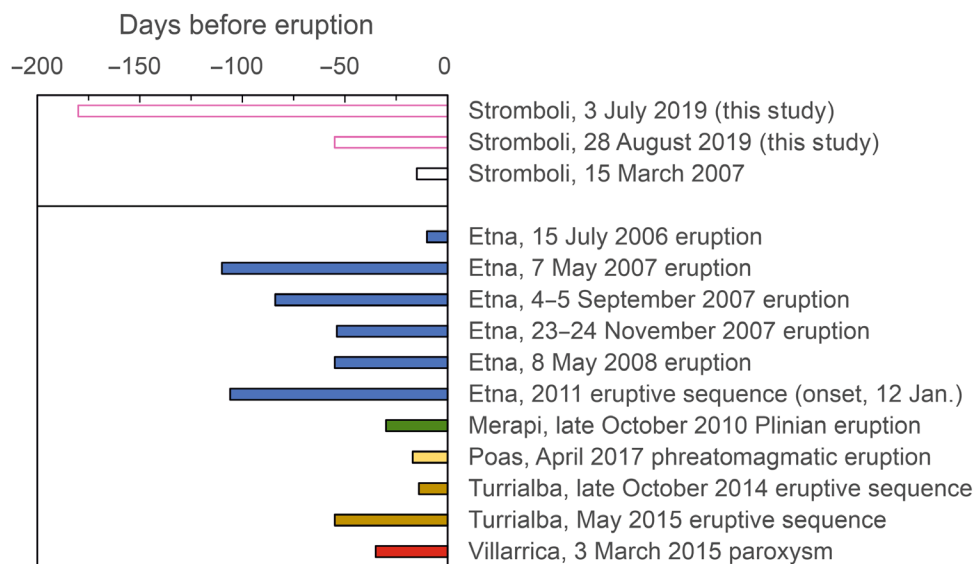 Days before eruption
−200 −150 −100 −50 0
Stromboli, 3 July 2019 (this study)
Stromboli, 28 August 2019 (this study)
Stromboli, 15 March 2007
Etna, 15 July 2006 eruption
Etna, 7 May 2007 eruption
Etna, 4–5 September 2007 eruption
Etna, 23–24 November 2007 eruption
Etna, 8 May 2008 eruption
Etna, 2011 eruptive sequence (onset, 12 Jan.)
Merapi, late October 2010 Plinian eruption
Poas, April 2017 phreatomagmatic eruption
Turrialba, late October 2014 eruptive sequence
Turrialba, May 2015 eruptive sequence
Villarrica, 3 March 2015 paroxysm